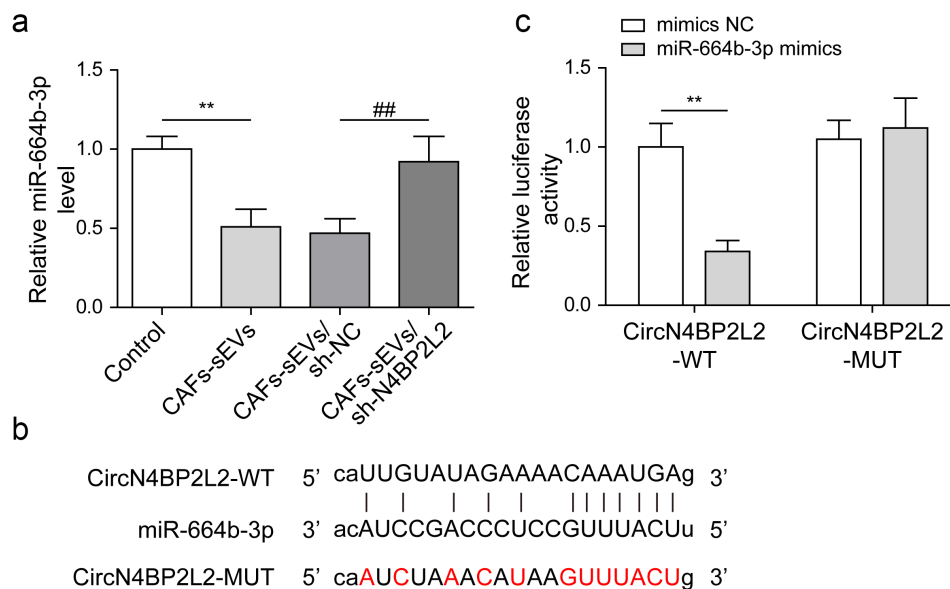 a
Relative miR-664b-3p
level
1.5
1.0
0.5
0.0
**
##
Control
CAFs-sEVs
CAFs-sEVs/
sh-NC
CAFs-sEVs/
sh-N4BP2L2
c
mimics NC
miR-664b-3p mimics
Relative luciferase
activity
1.5
1.0
0.5
0.0
**
CircN4BP2L2
-WT
CircN4BP2L2
-MUT
b
CircN4BP2L2-WT 5’ caUUGUAUAGAAAACAAAUGAg 3’
miR-664b-3p 3’ acAUCCGACCCUCCGUUUACUu 5’
CircN4BP2L2-MUT 5’ caAUCUAAACAUAAGUUUACUg 3’